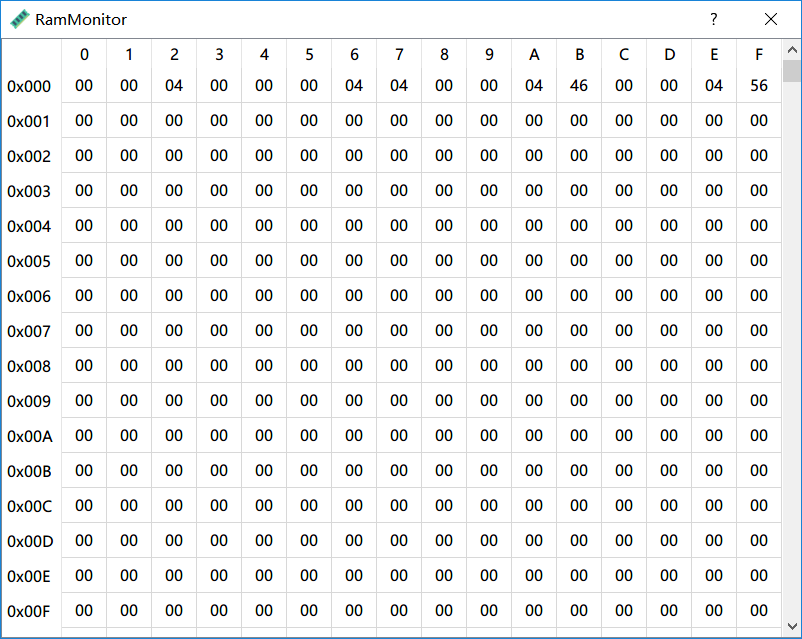 RamMonitor ?
0 1 2 3 4 5 6 7 8 9 A B C D E F
0x000 00 00 04 00 00 00 04 04 00 00 04 46 00 00 04 56
0x001 00 00 00 00 00 00 00 00 00 00 00 00 00 00 00 00
0x002 00 00 00 00 00 00 00 00 00 00 00 00 00 00 00 00
0x003 00 00 00 00 00 00 00 00 00 00 00 00 00 00 00 00
0x004 00 00 00 00 00 00 00 00 00 00 00 00 00 00 00 00
0x005 00 00 00 00 00 00 00 00 00 00 00 00 00 00 00 00
0x006 00 00 00 00 00 00 00 00 00 00 00 00 00 00 00 00
0x007 00 00 00 00 00 00 00 00 00 00 00 00 00 00 00 00
0x008 00 00 00 00 00 00 00 00 00 00 00 00 00 00 00 00
0x009 00 00 00 00 00 00 00 00 00 00 00 00 00 00 00 00
0x00A 00 00 00 00 00 00 00 00 00 00 00 00 00 00 00 00
0x00B 00 00 00 00 00 00 00 00 00 00 00 00 00 00 00 00
0x00C 00 00 00 00 00 00 00 00 00 00 00 00 00 00 00 00
0x00D 00 00 00 00 00 00 00 00 00 00 00 00 00 00 00 00
0x00E 00 00 00 00 00 00 00 00 00 00 00 00 00 00 00 00
0x00F 00 00 00 00 00 00 00 00 00 00 00 00 00 00 00 00